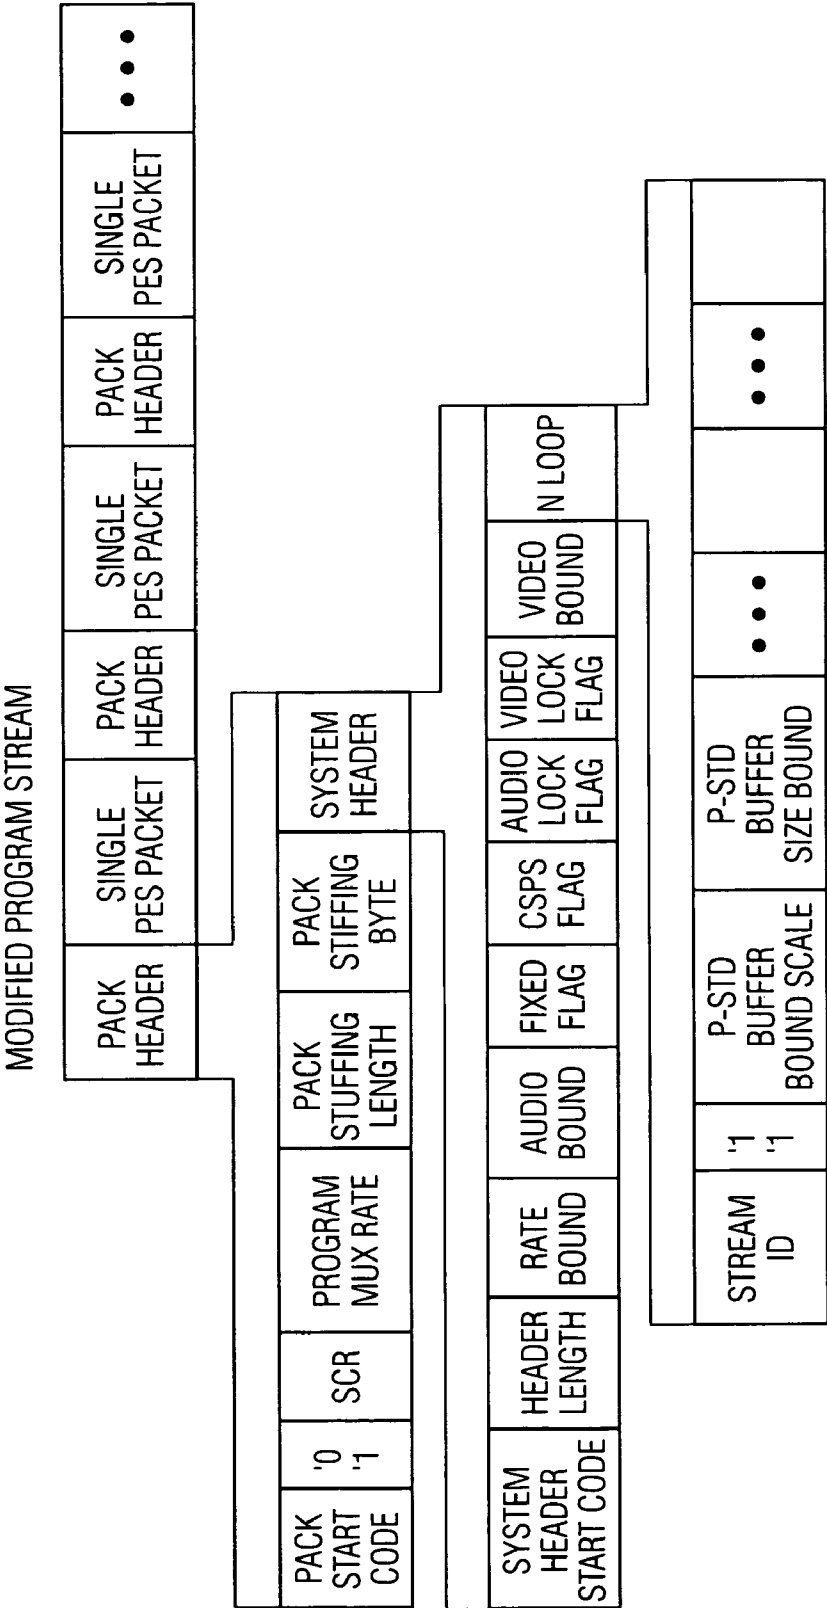 MODIFIED PROGRAM STREAM
PACK
HEADER
SINGLE
PES PACKET
PACK
HEADER
SINGLE
PES PACKET
PACK
HEADER
SINGLE
PES PACKET
• • •
PACK
START
CODE
'0
'1
SCR
PROGRAM
MUX RATE
PACK
STUFFING
LENGTH
PACK
STIFFING
BYTE
SYSTEM
HEADER
SYSTEM
HEADER
START CODE
HEADER
LENGTH
RATE
BOUND
AUDIO
BOUND
FIXED
FLAG
CSPS
FLAG
AUDIO
LOCK
FLAG
VIDEO
LOCK
FLAG
VIDEO
BOUND
N LOOP
STREAM
ID
'1
'1
P-STD
BUFFER
BOUND SCALE
P-STD
BUFFER
SIZE BOUND
• • •
• • •